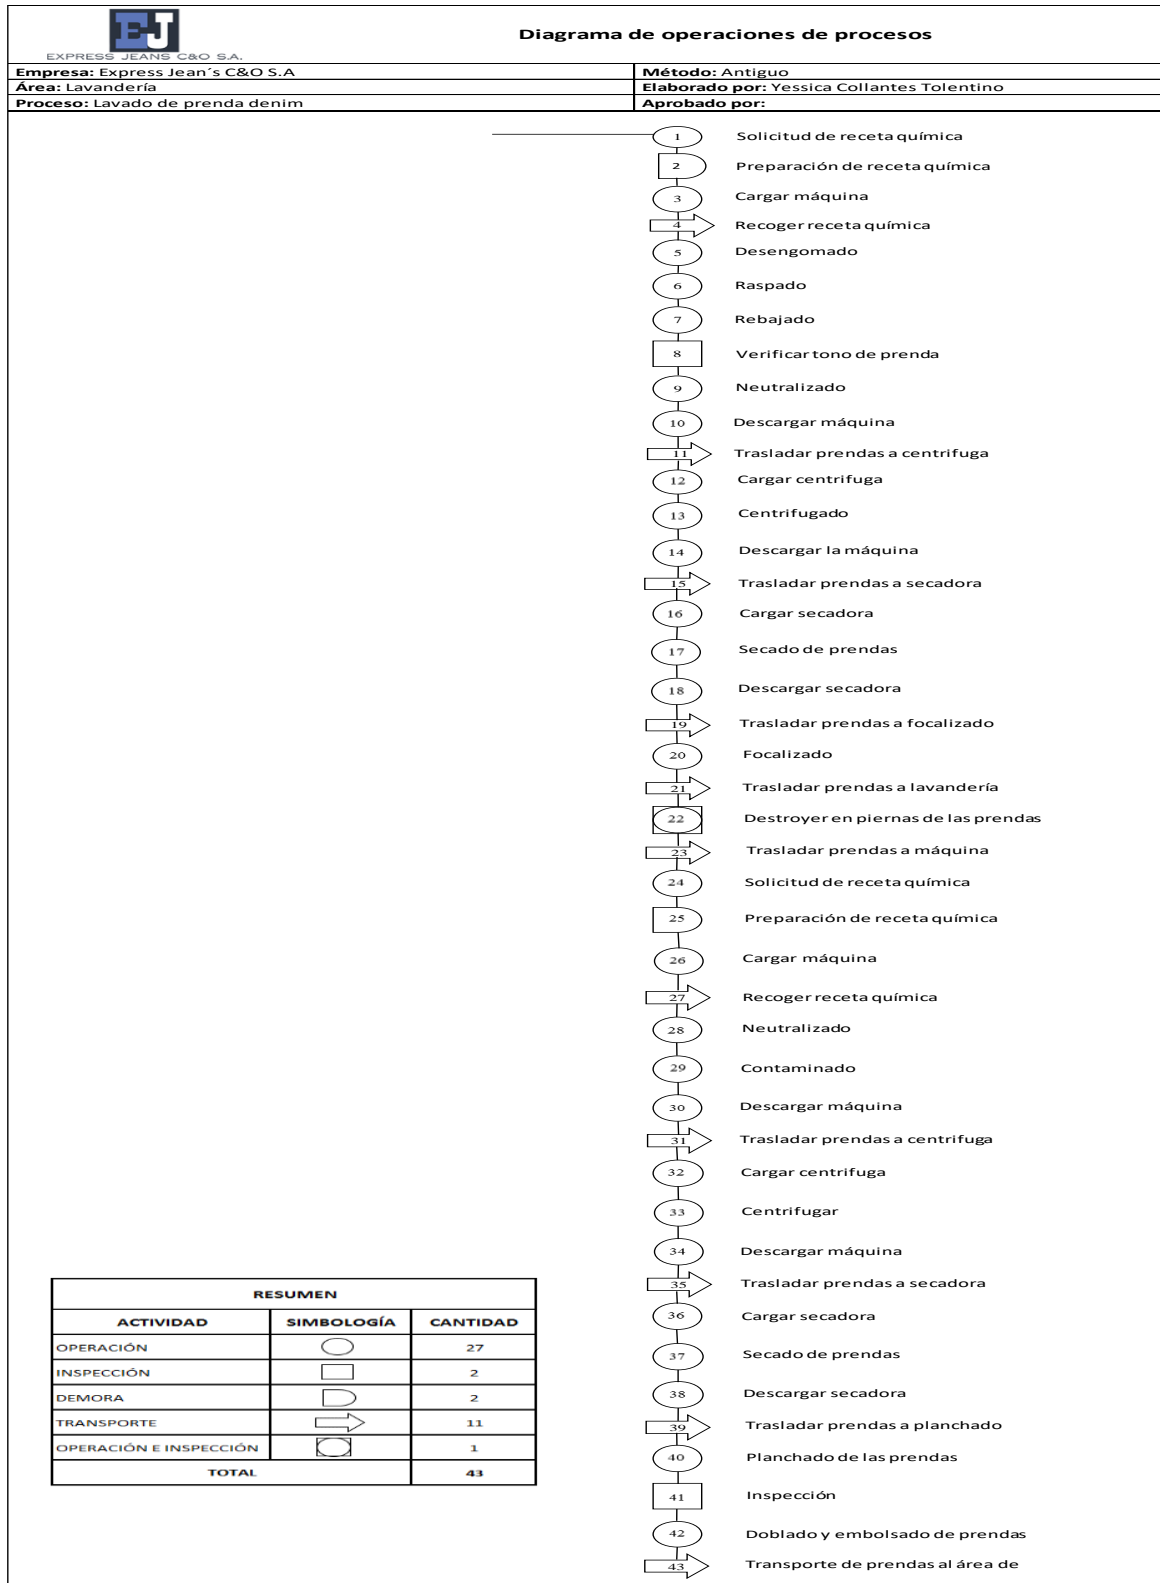 EJ
EXPRESS JEANS C&O S.A.
Diagrama de operaciones de procesos
Empresa: Express Jean´s C&O S.A
Método: Antiguo
Área: Lavandería
Elaborado por: Yessica Collantes Tolentino
Proceso: Lavado de prenda denim
Aprobado por:
1 Solicitud de receta química
2 Preparación de receta química
3 Cargar máquina
4 Recoger receta química
5 Desengomado
6 Raspado
7 Rebajado
8 Verificar tono de prenda
9 Neutralizado
10 Descargar máquina
11 Trasladar prendas a centrifuga
12 Cargar centrifuga
13 Centrifugado
14 Descargar la máquina
15 Trasladar prendas a secadora
16 Cargar secadora
17 Secado de prendas
18 Descargar secadora
19 Trasladar prendas a focalizado
20 Focalizado
21 Trasladar prendas a lavandería
22 Destroyer en piernas de las prendas
23 Trasladar prendas a máquina
24 Solicitud de receta química
25 Preparación de receta química
26 Cargar máquina
27 Recoger receta química
28 Neutralizado
29 Contaminado
30 Descargar máquina
31 Trasladar prendas a centrifuga
32 Cargar centrifuga
33 Centrifugar
34 Descargar máquina
35 Trasladar prendas a secadora
36 Cargar secadora
37 Secado de prendas
38 Descargar secadora
39 Trasladar prendas a planchado
40 Planchado de las prendas
41 Inspección
42 Doblado y embolsado de prendas
43 Transporte de prendas al área de
RESUMEN
ACTIVIDAD SIMBOLOGÍA CANTIDAD
OPERACIÓN 27
INSPECCIÓN 2
DEMORA 2
TRANSPORTE 11
OPERACIÓN E INSPECCIÓN 1
TOTAL 43